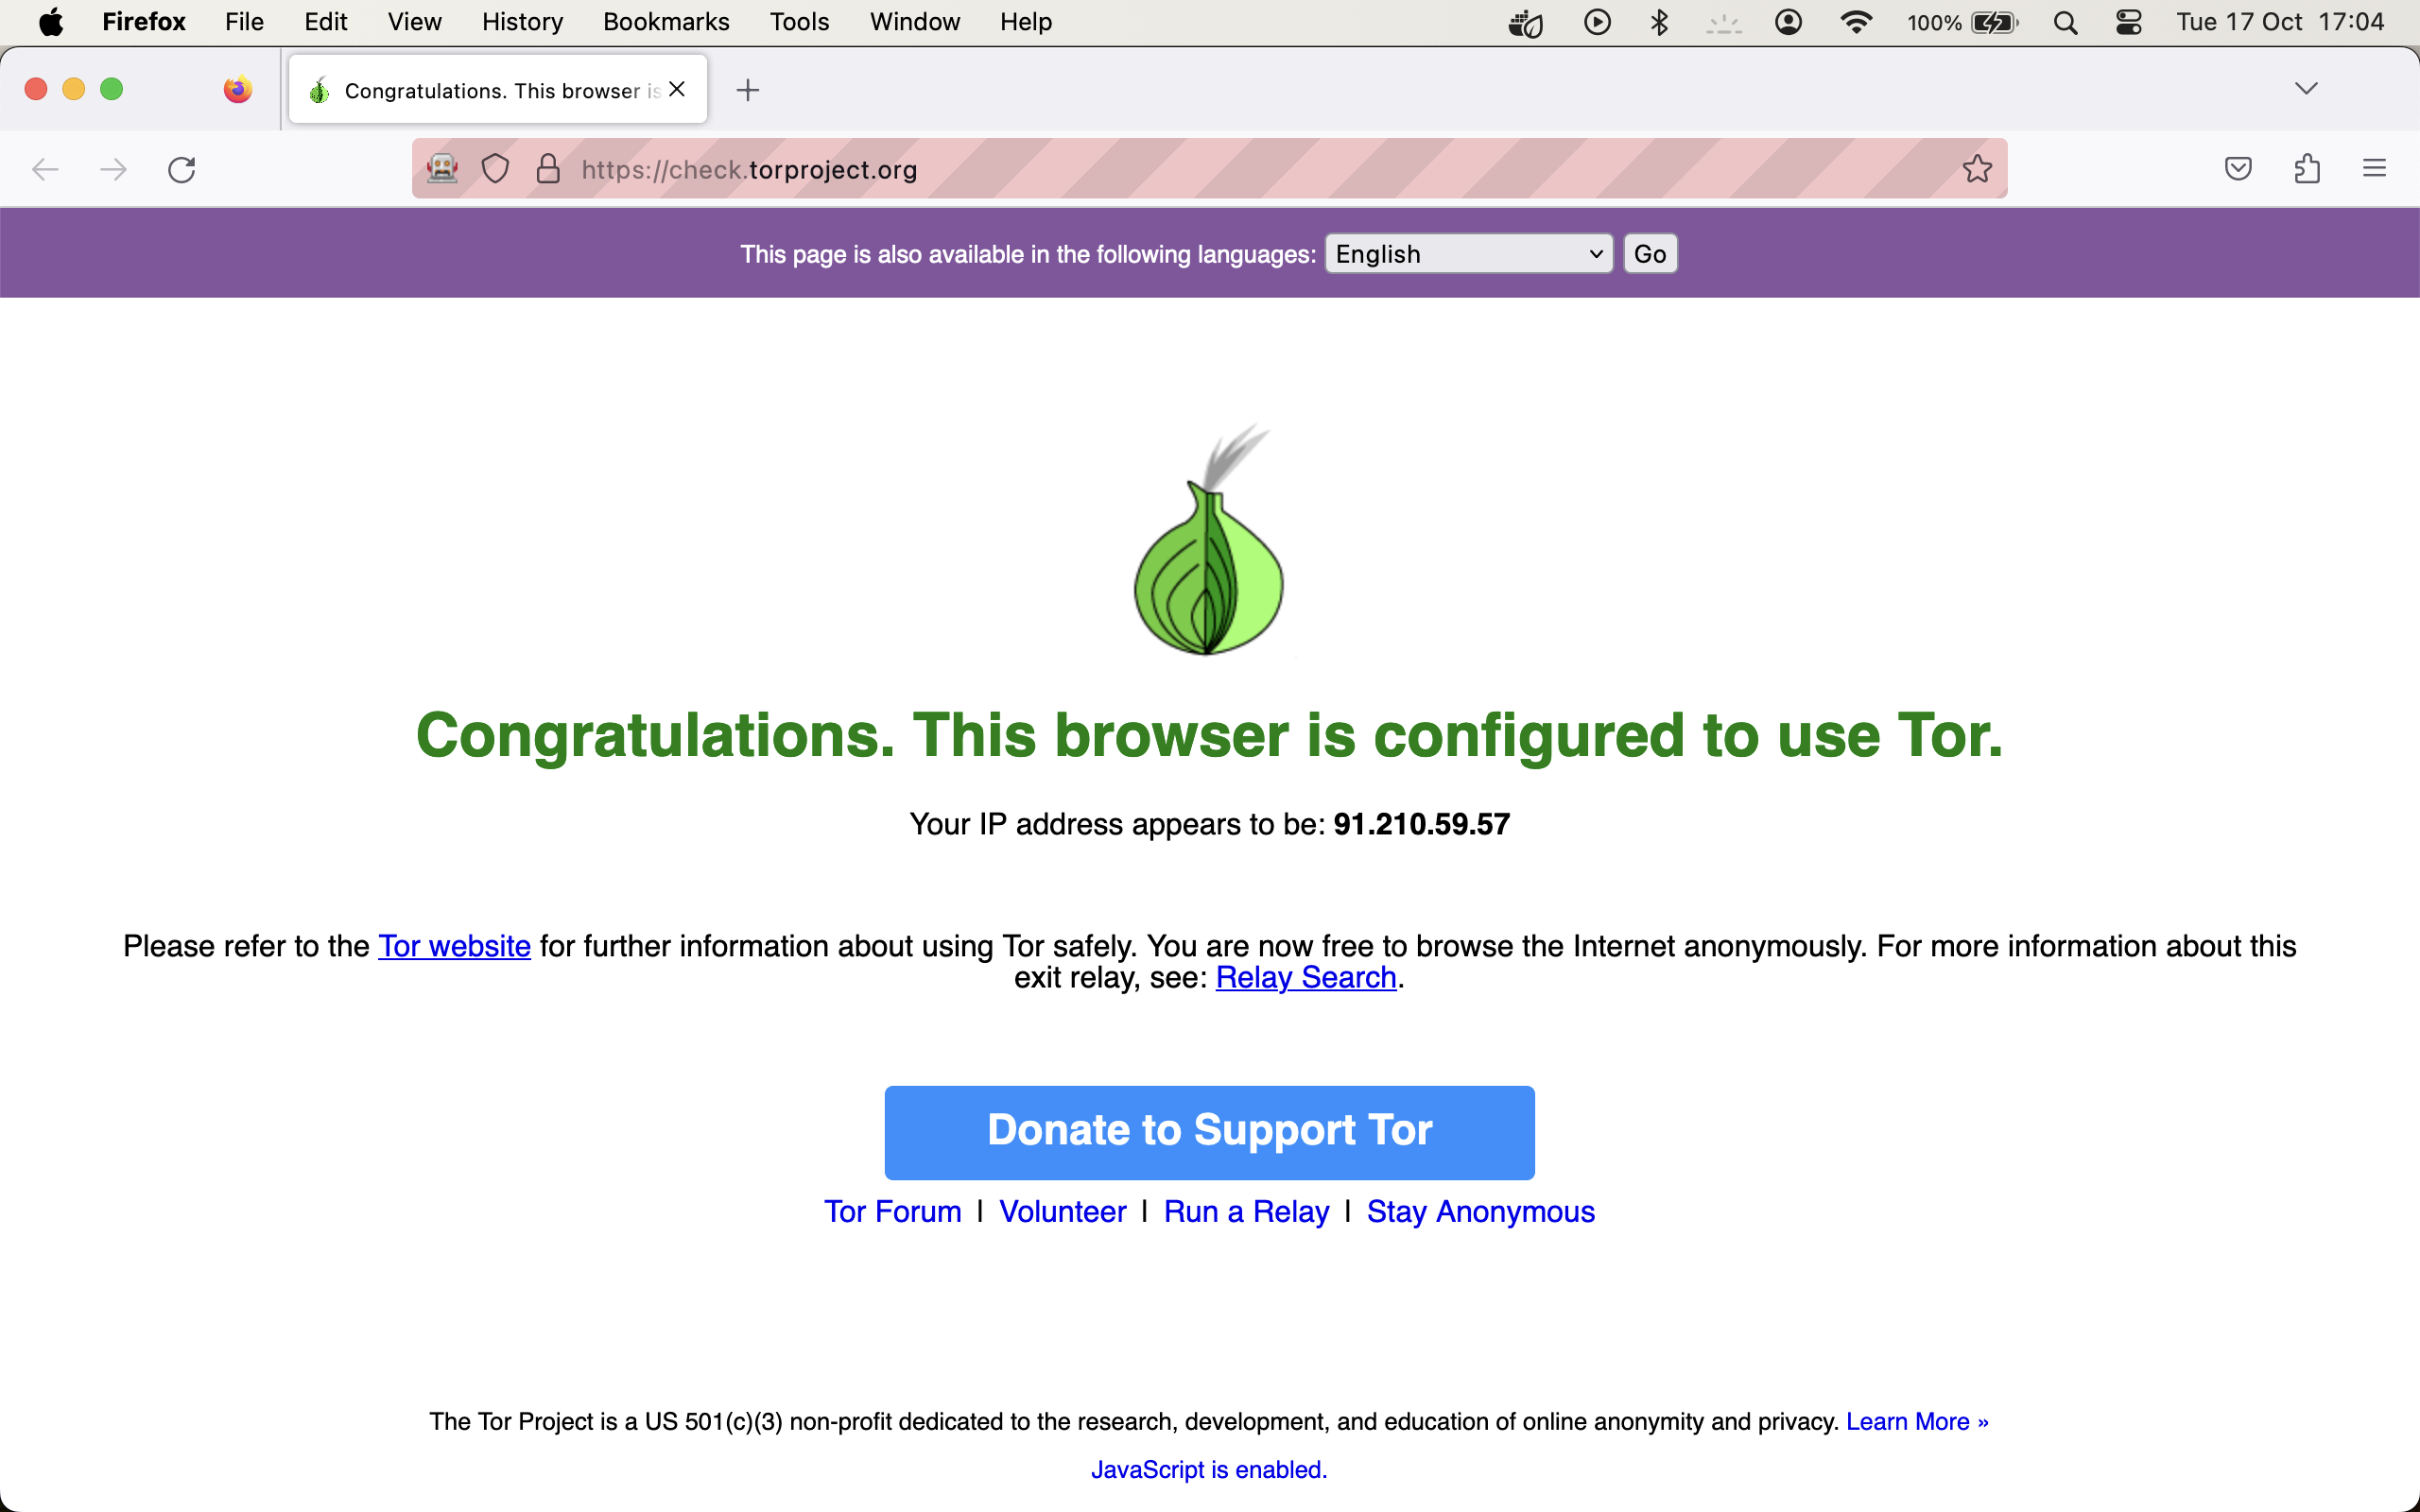 Firefox File Edit View History Bookmarks Tools Window Help 100% Tue 17 Oct 17:04
Congratulations. This browser is
https://check.torproject.org
This page is also available in the following languages: English Go
Congratulations. This browser is configured to use Tor.
Your IP address appears to be: 91.210.59.57
Please refer to the Tor website for further information about using Tor safely. You are now free to browse the Internet anonymously. For more information about this
exit relay, see: Relay Search.
Donate to Support Tor
Tor Forum | Volunteer | Run a Relay | Stay Anonymous
The Tor Project is a US 501(c)(3) non-profit dedicated to the research, development, and education of online anonymity and privacy. Learn More »
JavaScript is enabled.